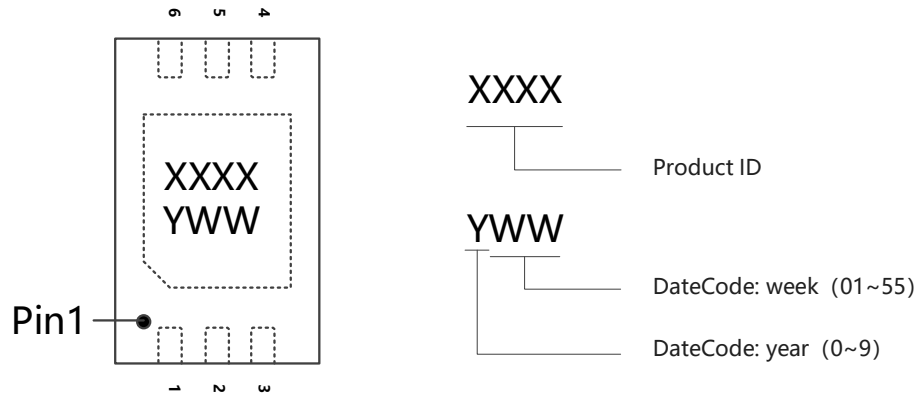 6 5 4
XXXX
YWW
Pin1
1 2 3
XXXX
Product ID
YWW
DateCode: week (01~55)
DateCode: year (0~9)